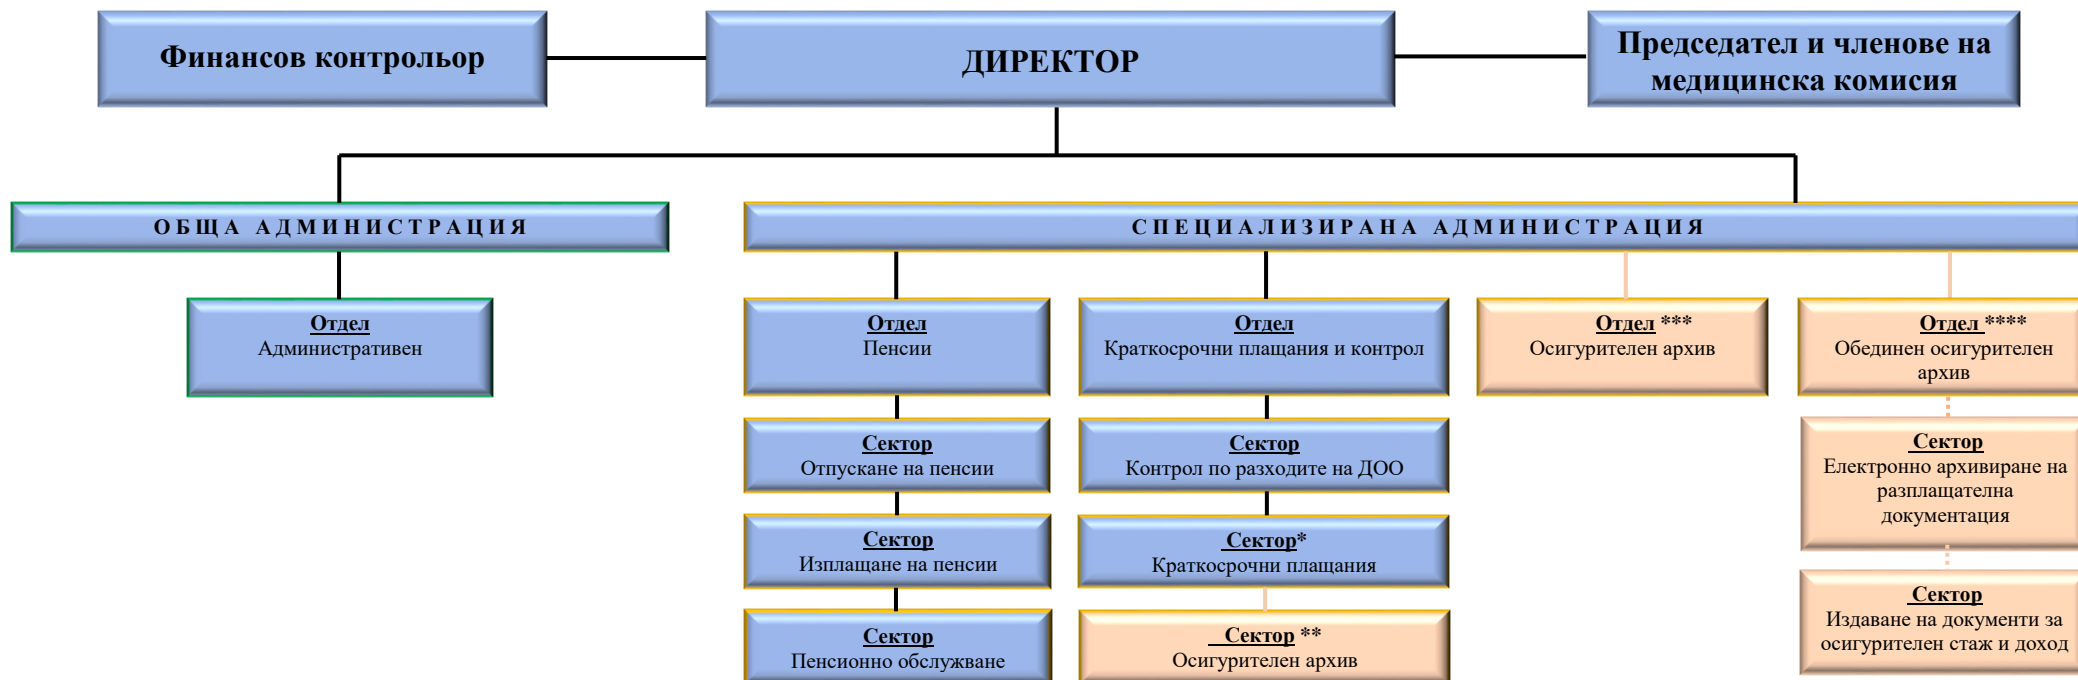 Финансов контрольор
ДИРЕКТОР
Председател и членове на
медицинска комисия
ОБЩА АДМИНИСТРАЦИЯ
СПЕЦИАЛИЗИРАНА АДМИНИСТРАЦИЯ
Отдел
Административен
Отдел
Пенсии
Отдел
Краткосрочни плащания и контрол
Отдел ***
Осигурителен архив
Отдел ****
Обединен осигурителен
архив
Сектор
Отпускане на пенсии
Сектор
Контрол по разходите на ДОО
Сектор
Електронно архивиране на
разплащателна
документация
Сектор
Изплащане на пенсии
Сектор*
Краткосрочни плащания
Сектор
Издаване на документи за
осигурителен стаж и доход
Сектор
Пенсионно обслужване
Сектор **
Осигурителен архив